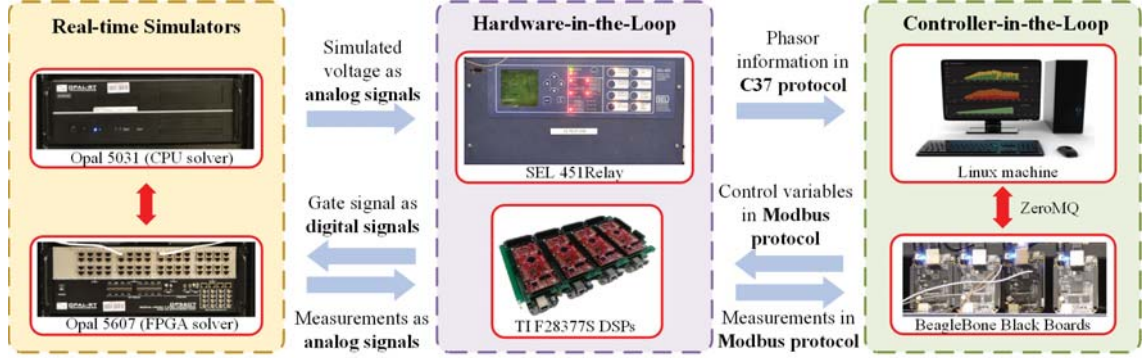 Real-time Simulators
Opal 5031 (CPU solver)
OPAL-RT
Opal 5607 (FPGA solver)
Simulated
voltage as
analog signals
Gate signal as
digital signals
Measurements as
analog signals
Hardware-in-the-Loop
SEL 451Relay
TI F28377S DSPs
Phasor
information in
C37 protocol
Control variables
in Modbus
protocol
Measurements in
Modbus protocol
Controller-in-the-Loop
Linux machine
ZeroMQ
BeagleBone Black Boards